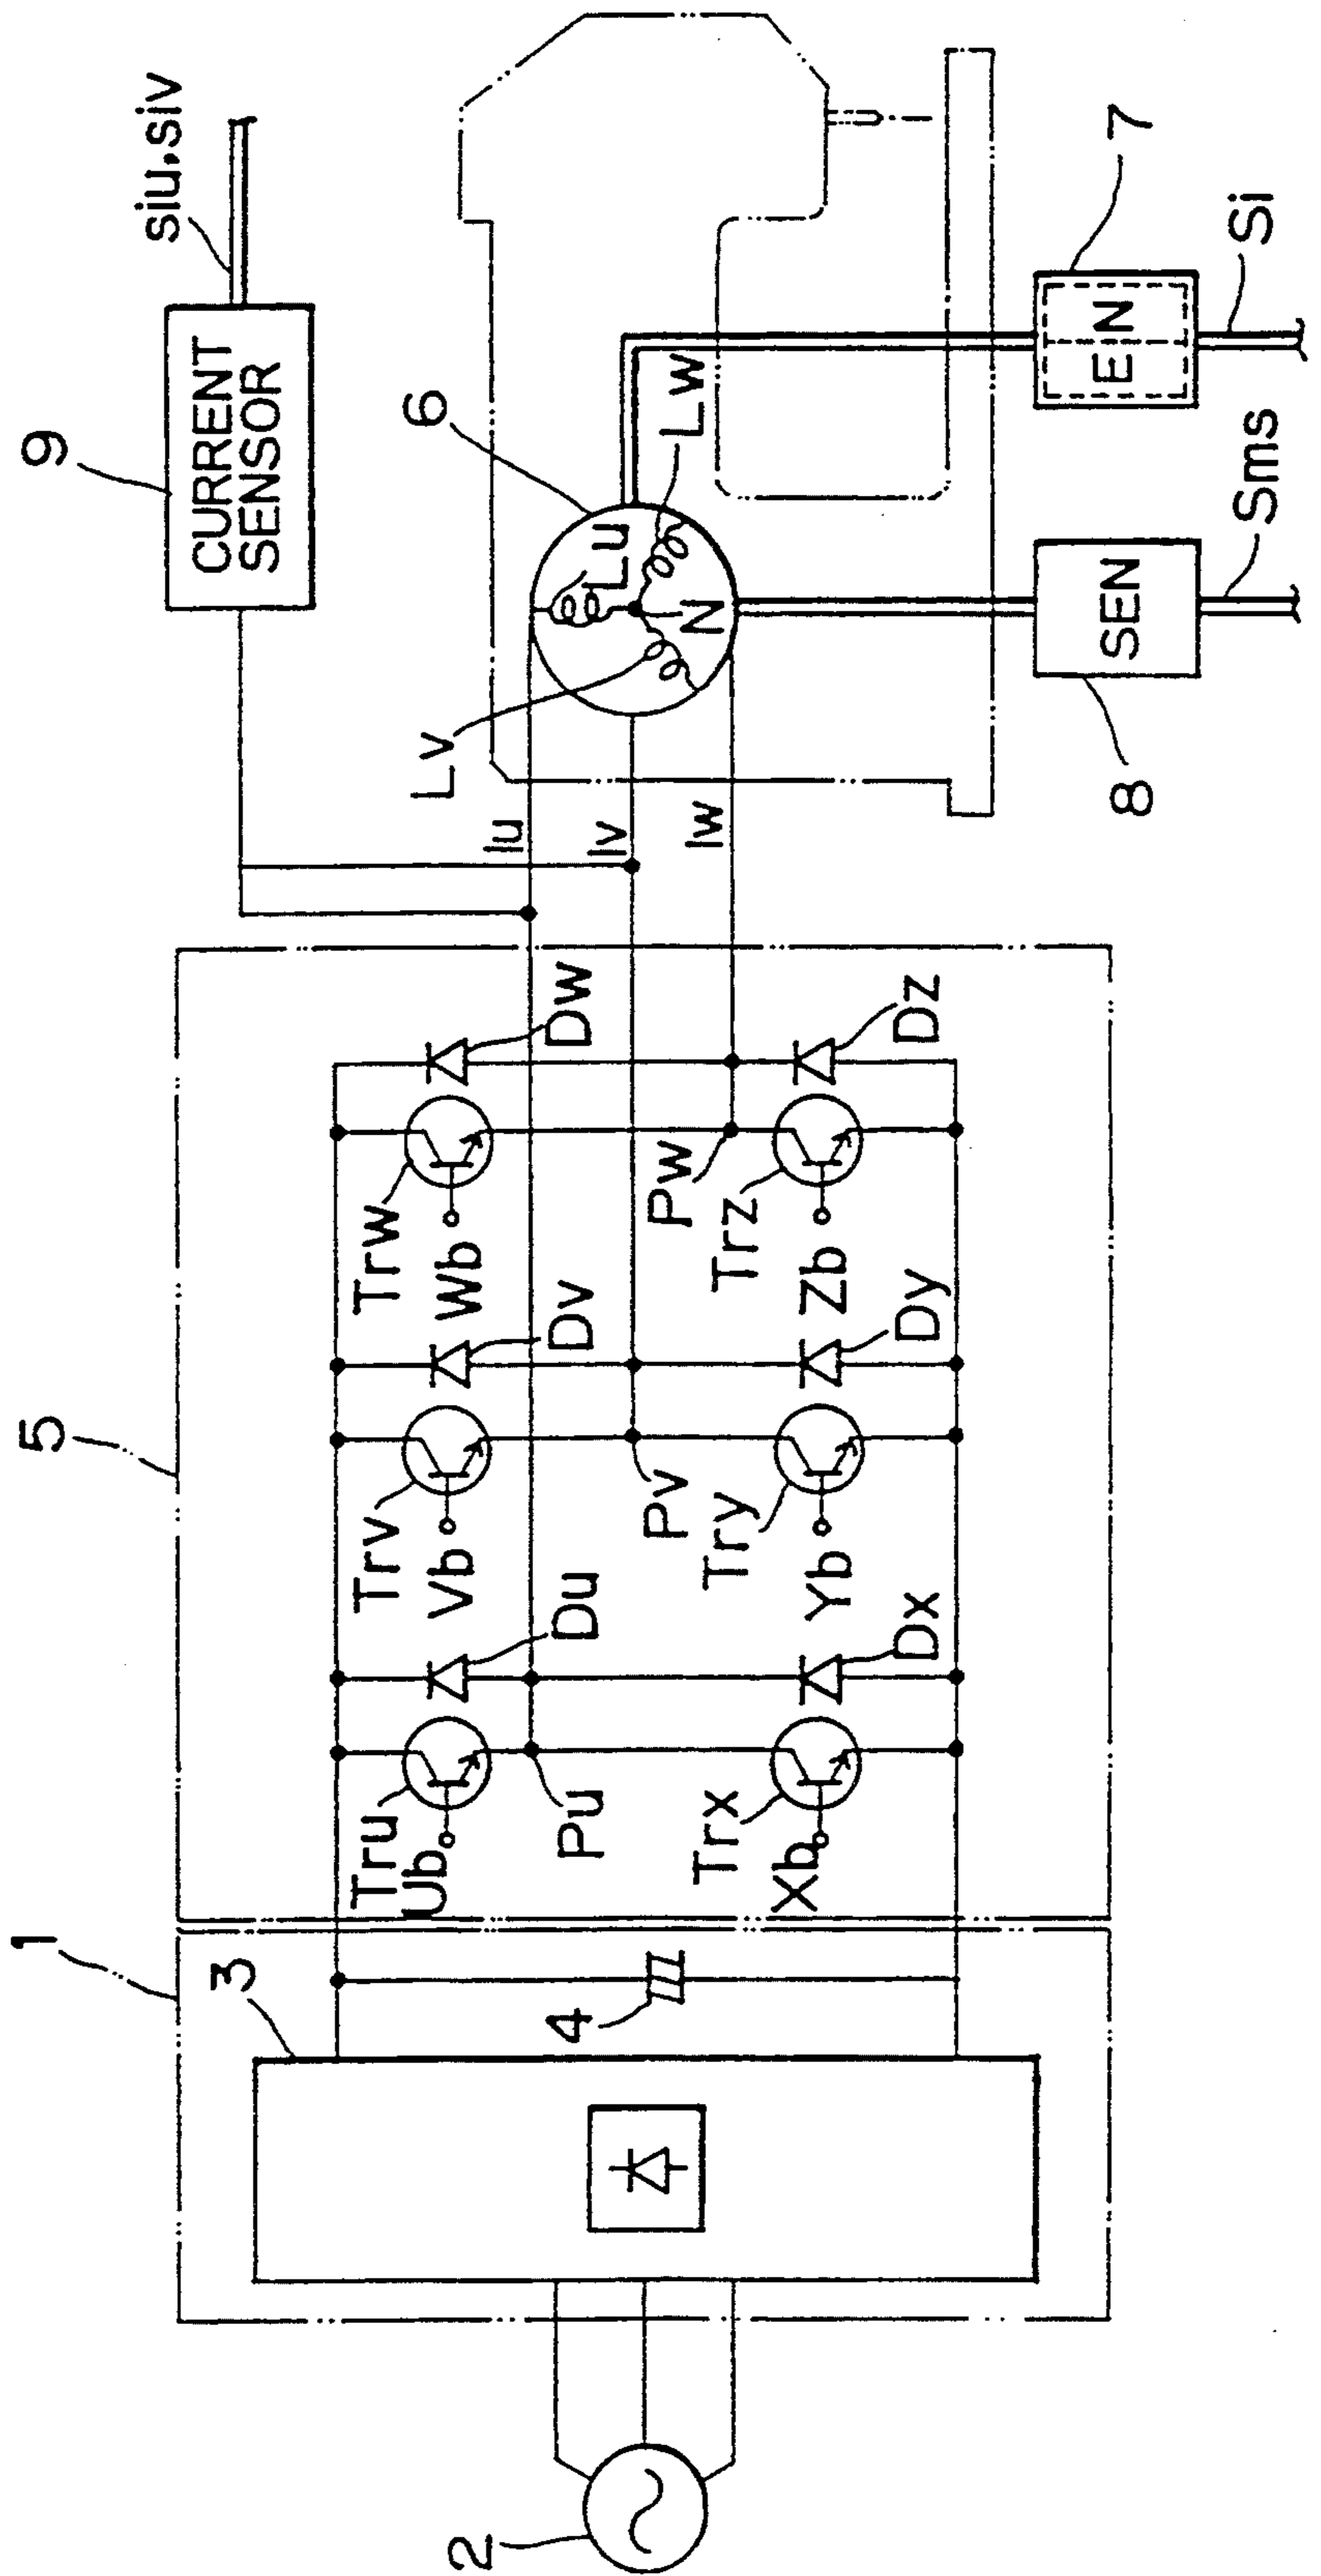 1
5
9
CURRENT
SENSOR
siu,siv
3
Tru
Ub
Trv
Vb
Trw
Wb
Du
Dv
Dw
Iu
Lv
6
2
4
Pu
Pv
Pw
Iv
Lu
Lw
N
Trx
Xb
Try
Yb
Trz
Zb
Iw
Dx
Dy
Dz
8
SEN
Sms
7
E N
Si